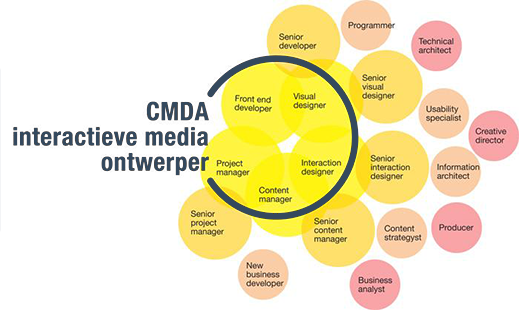 CMDA
interactieve media
ontwerper
Senior
developer
Programmer
Technical
architect
Front end
developer
Visual
designer
Senior
visual
designer
Usability
specialist
Creative
director
Project
manager
Interaction
designer
Senior
interaction
designer
Information
architect
Content
manager
Senior
project
manager
Senior
content
manager
Content
strategyst
Producer
New
business
developer
Business
analyst